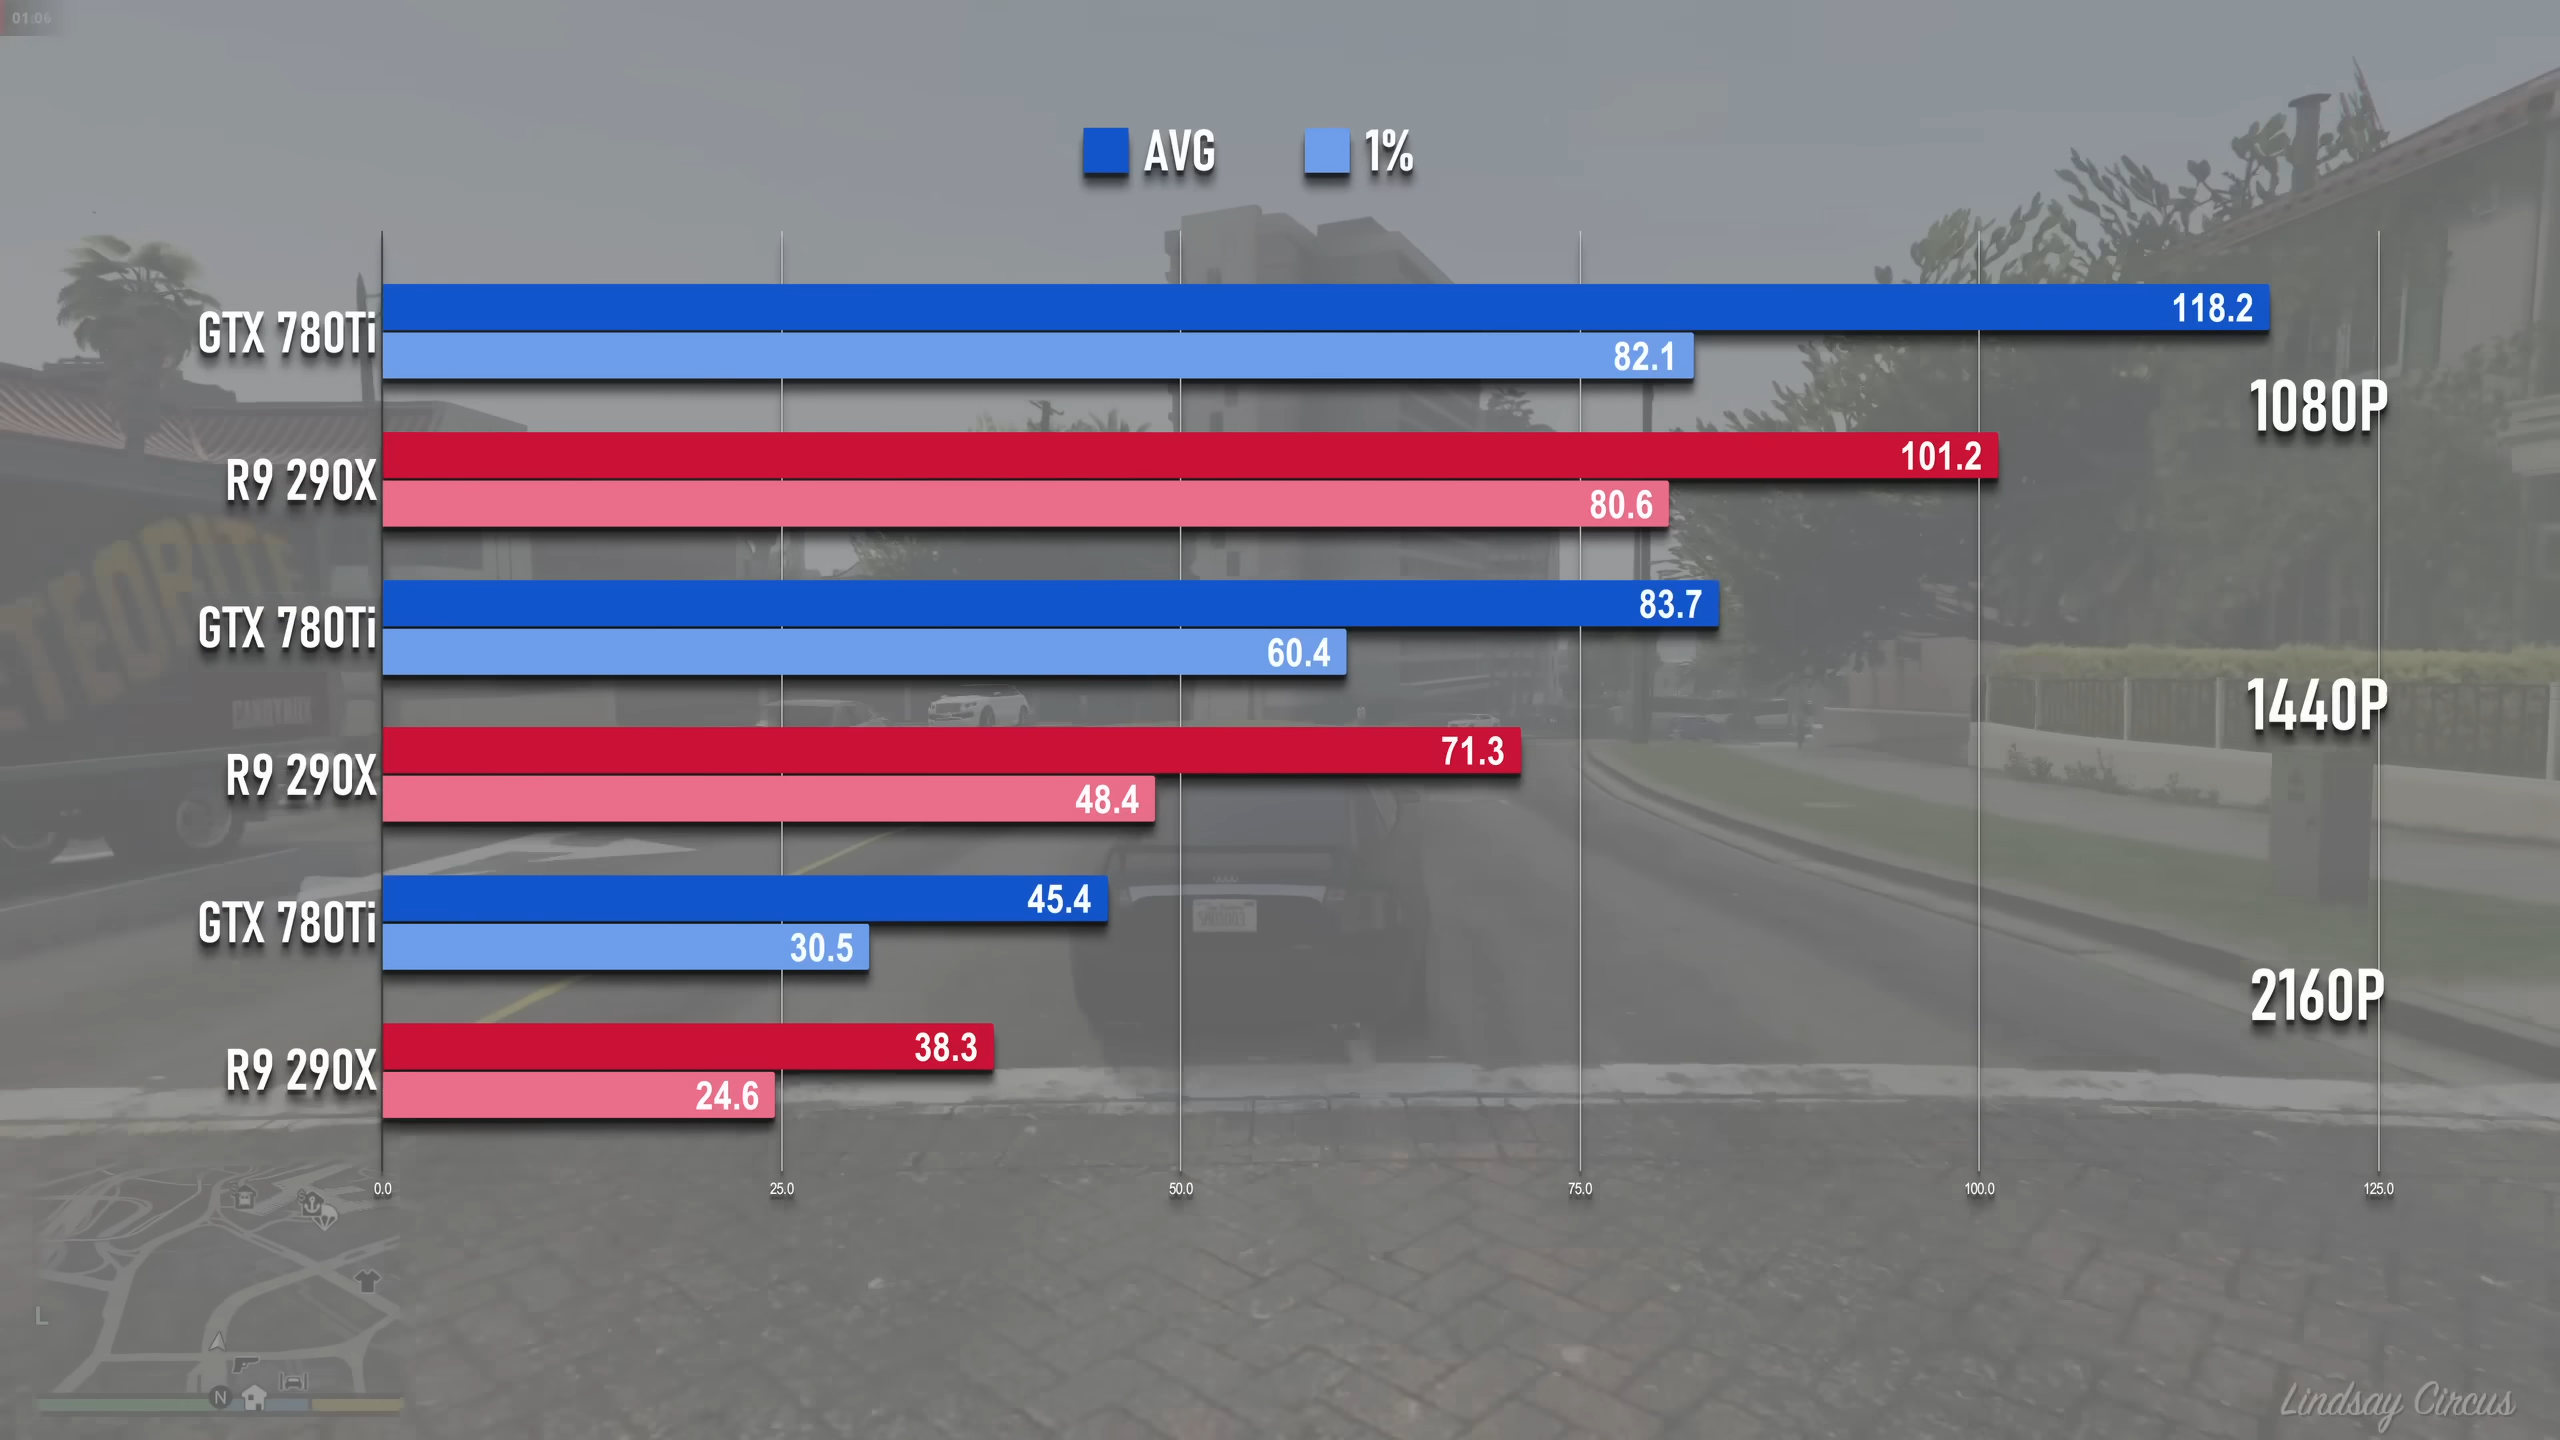 01:06
AVG 1%
GTX 780Ti 118.2
82.1
1080P
R9 290X 101.2
80.6
GTX 780Ti 83.7
60.4
1440P
R9 290X 71.3
48.4
GTX 780Ti 45.4
30.5
2160P
R9 290X 38.3
24.6
0.0 25.0 50.0 75.0 100.0 125.0
L
N
Lindsay Circus